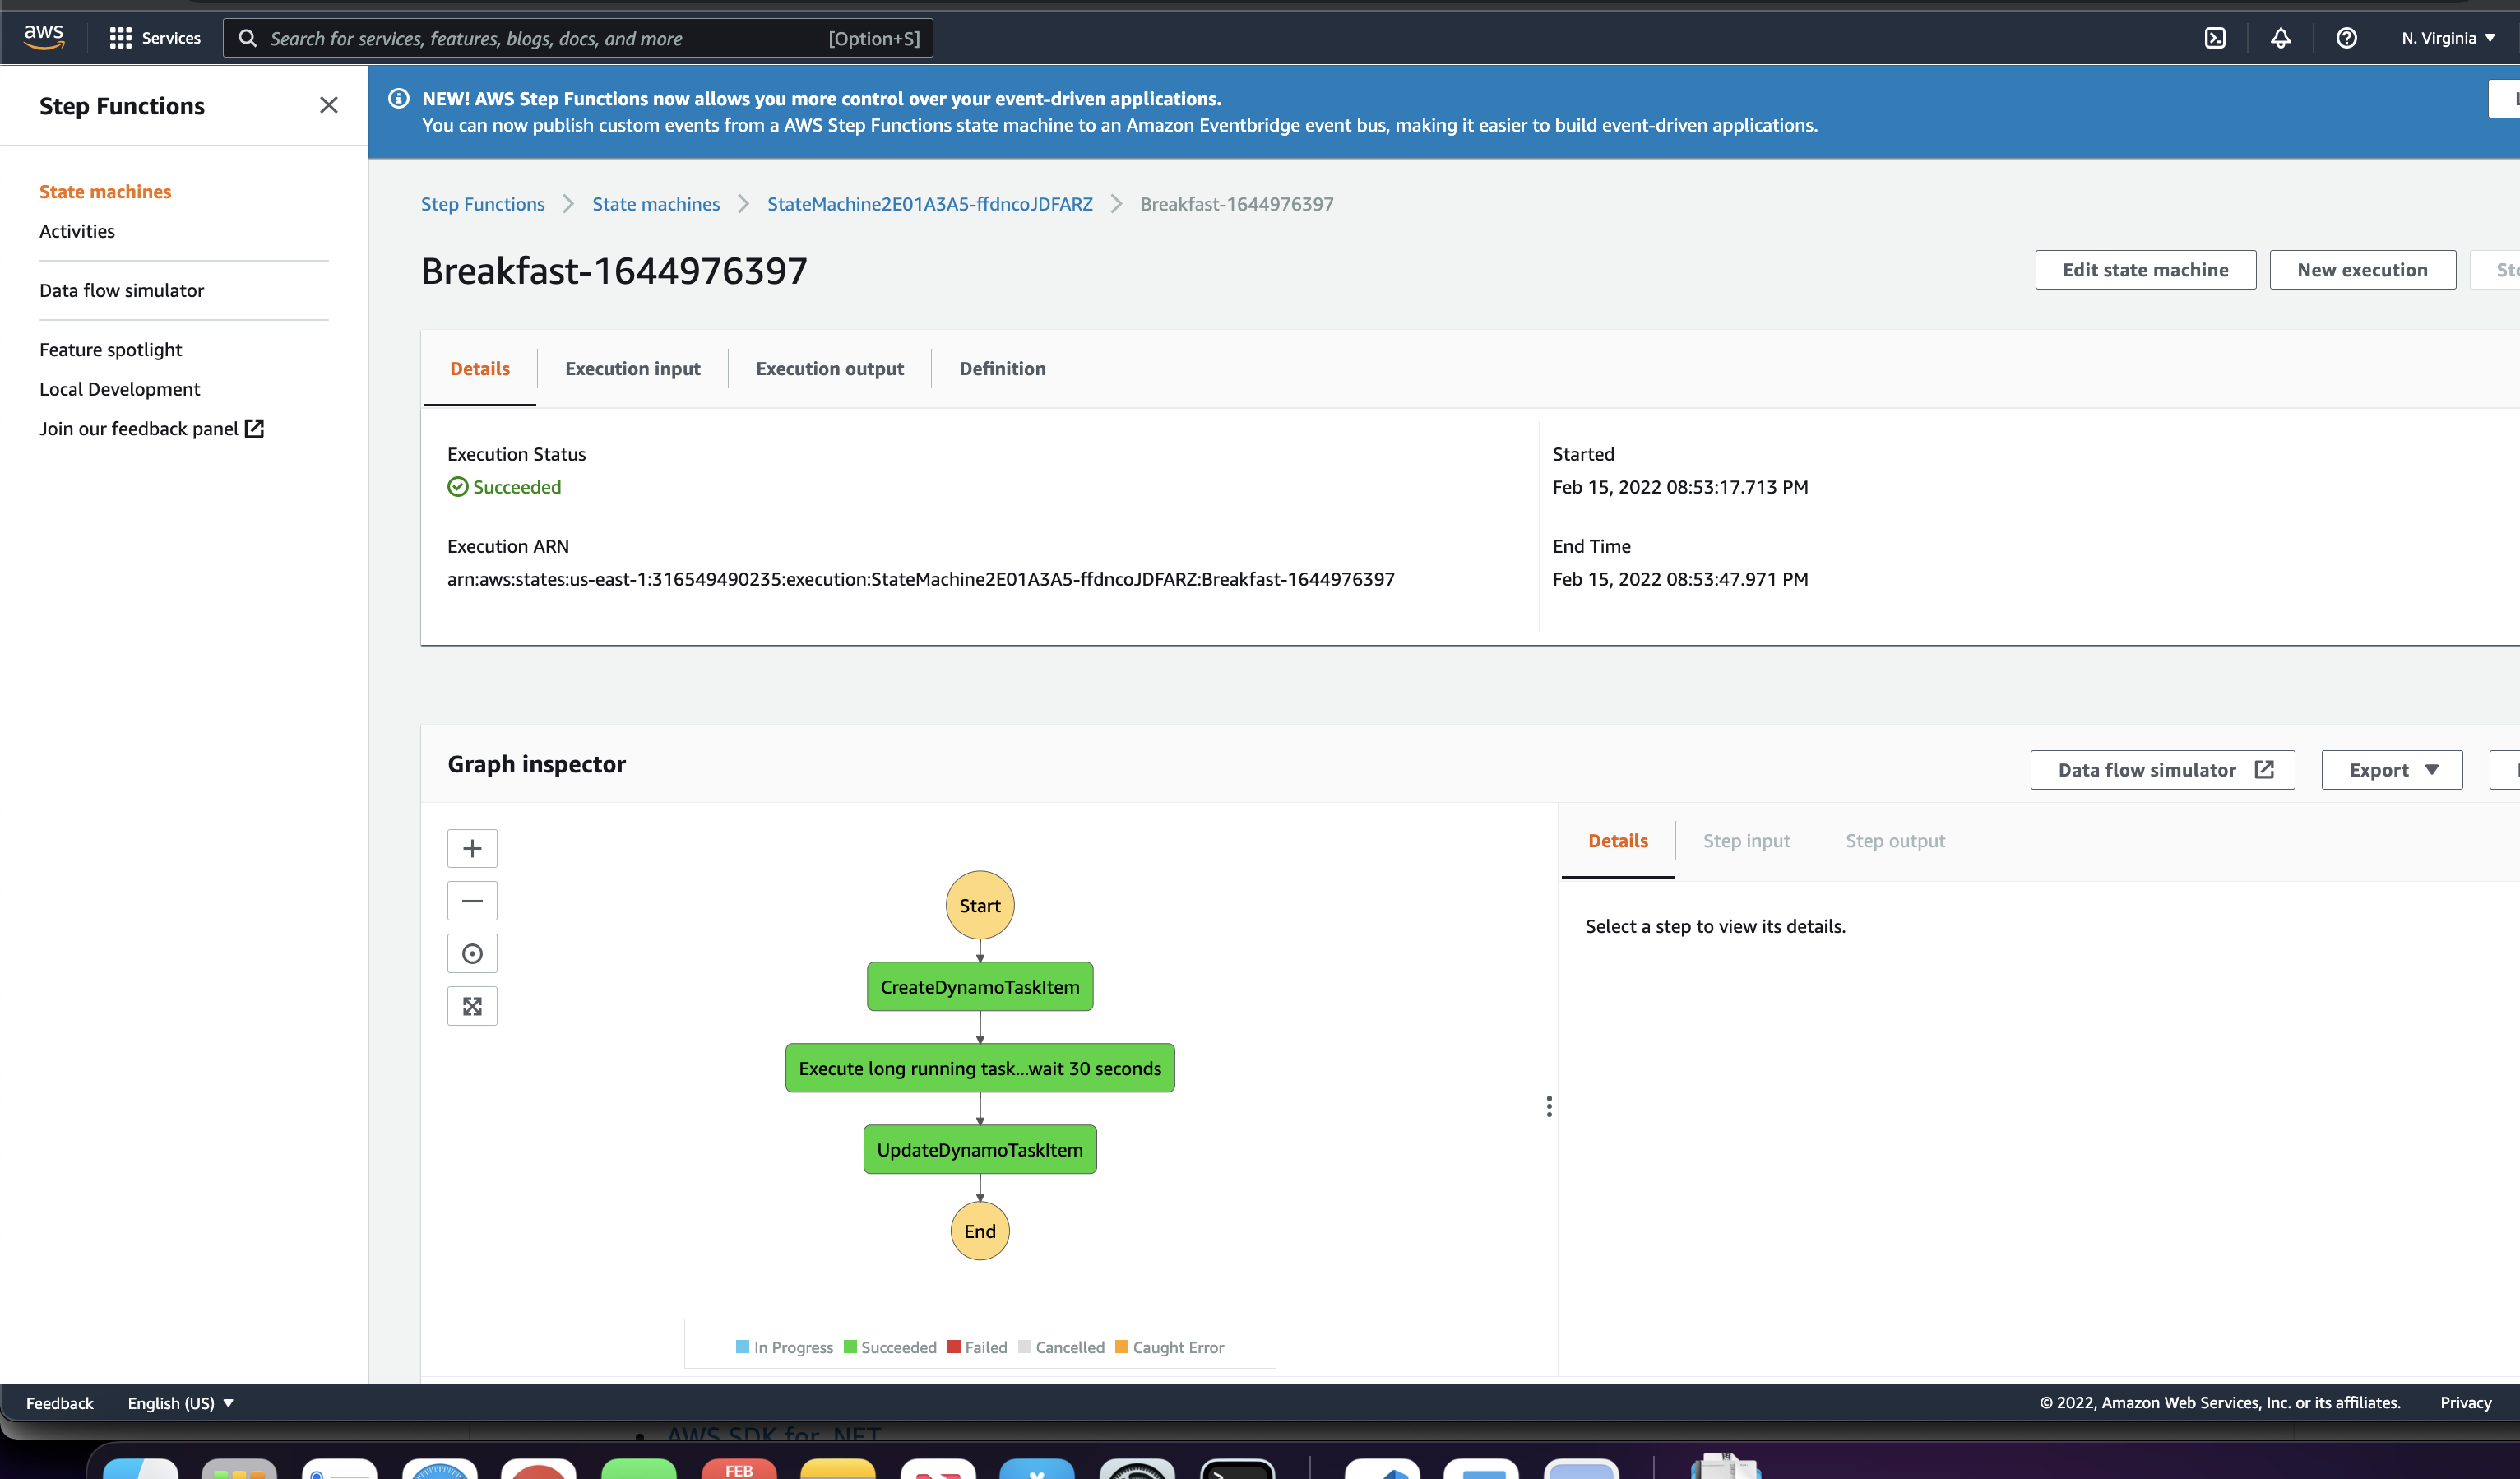 aws
Services
Search for services, features, blogs, docs, and more
[Option+S]
N. Virginia
Step Functions
State machines
Activities
Data flow simulator
Feature spotlight
Local Development
Join our feedback panel
NEW! AWS Step Functions now allows you more control over your event-driven applications.
You can now publish custom events from a AWS Step Functions state machine to an Amazon Eventbridge event bus, making it easier to build event-driven applications.
Step Functions
State machines
StateMachine2E01A3A5-ffdncoJDFARZ
Breakfast-1644976397
Breakfast-1644976397
Edit state machine
New execution
Details
Execution input
Execution output
Definition
Execution Status
Succeeded
Execution ARN
arn:aws:states:us-east-1:316549490235:execution:StateMachine2E01A3A5-ffdncoJDFARZ:Breakfast-1644976397
Started
Feb 15, 2022 08:53:17.713 PM
End Time
Feb 15, 2022 08:53:47.971 PM
Graph inspector
Data flow simulator
Export
Start
CreateDynamoTaskItem
Execute long running task...wait 30 seconds
UpdateDynamoTaskItem
End
In Progress Succeeded Failed Cancelled Caught Error
Details
Step input
Step output
Select a step to view its details.
Feedback
English (US)
© 2022, Amazon Web Services, Inc. or its affiliates.
Privacy
AWS SDK for .NET
FEB